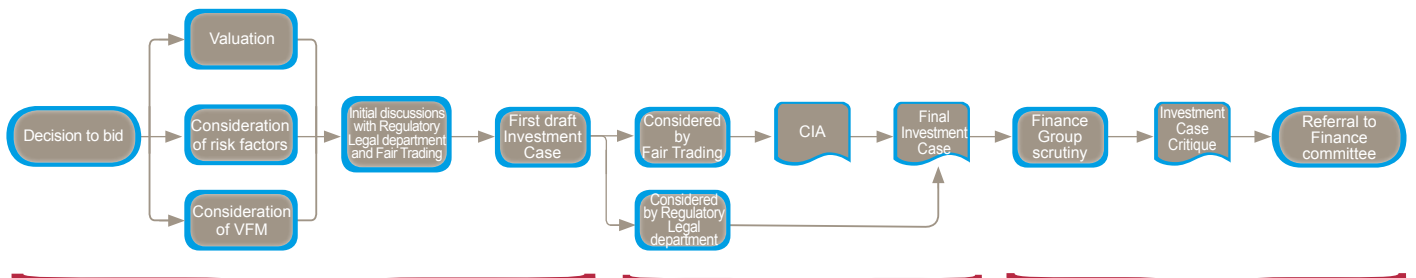 Decision to bid
Valuation
Consideration
of risk factors
Consideration
of VFM
Initial discussions
with Regulatory
Legal department
and Fair Trading
First draft
Investment
Case
Considered
by
Fair Trading
Considered
by Regulatory
Legal
department
CIA
Final
Investment
Case
Finance
Group
scrutiny
Investment
Case
Critique
Referral to
Finance
committee